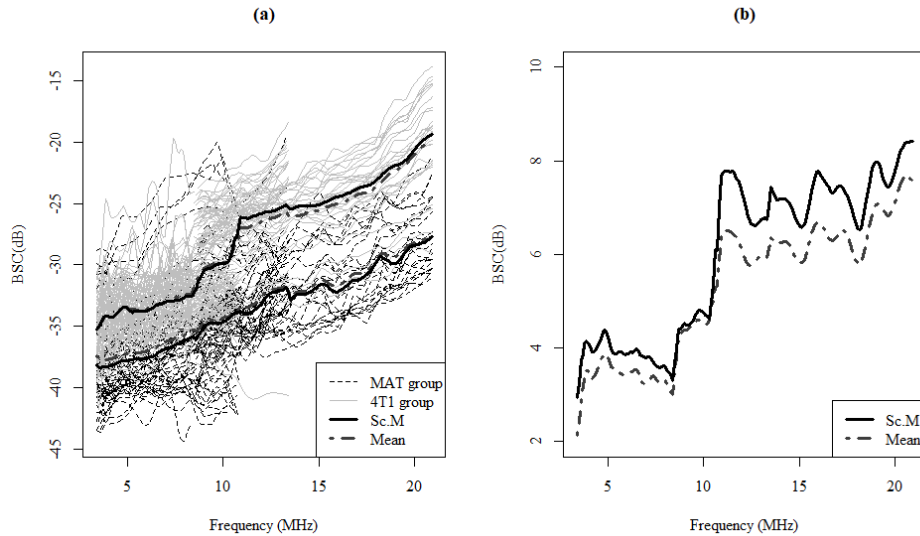 (a)
BSC(dB)
-15
-20
-25
-30
-35
-40
-45
5
10
15
20
Frequency (MHz)
MAT group
4T1 group
Sc.M
Mean
(b)
BSC(dB)
10
8
6
4
2
5
10
15
20
Frequency (MHz)
Sc.M
Mean